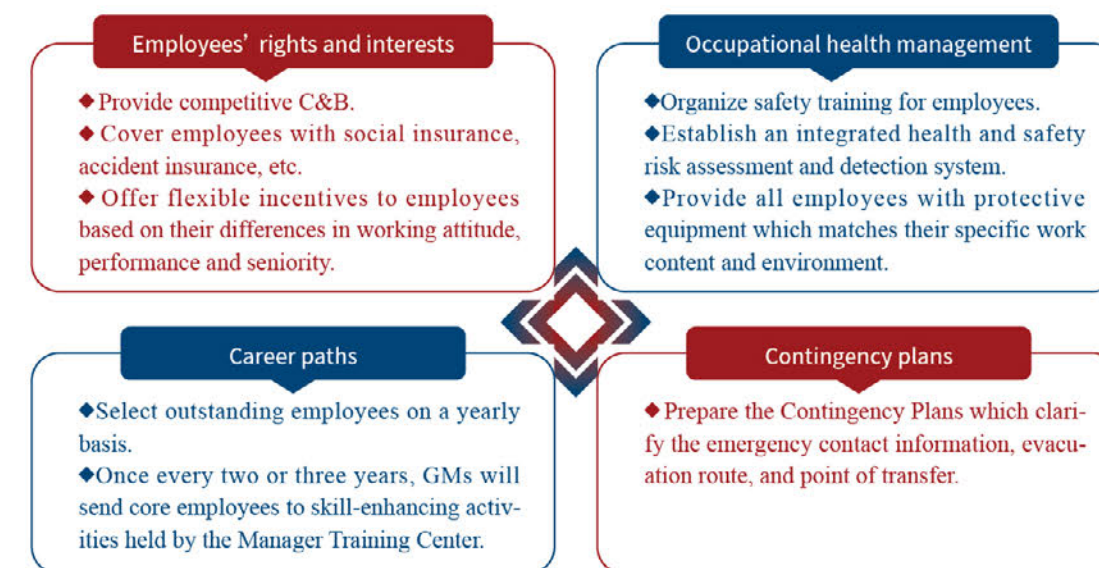 Employees’ rights and interests
◆Provide competitive C&B.
◆Cover employees with social insurance,
accident insurance, etc.
◆Offer flexible incentives to employees
based on their differences in working attitude,
performance and seniority.
Occupational health management
◆Organize safety training for employees.
◆Establish an integrated health and safety
risk assessment and detection system.
◆Provide all employees with protective
equipment which matches their specific work
content and environment.
Career paths
◆Select outstanding employees on a yearly
basis.
◆Once every two or three years, GMs will
send core employees to skill-enhancing activ-
ities held by the Manager Training Center.
Contingency plans
◆Prepare the Contingency Plans which clari-
fy the emergency contact information, evacu-
ation route, and point of transfer.